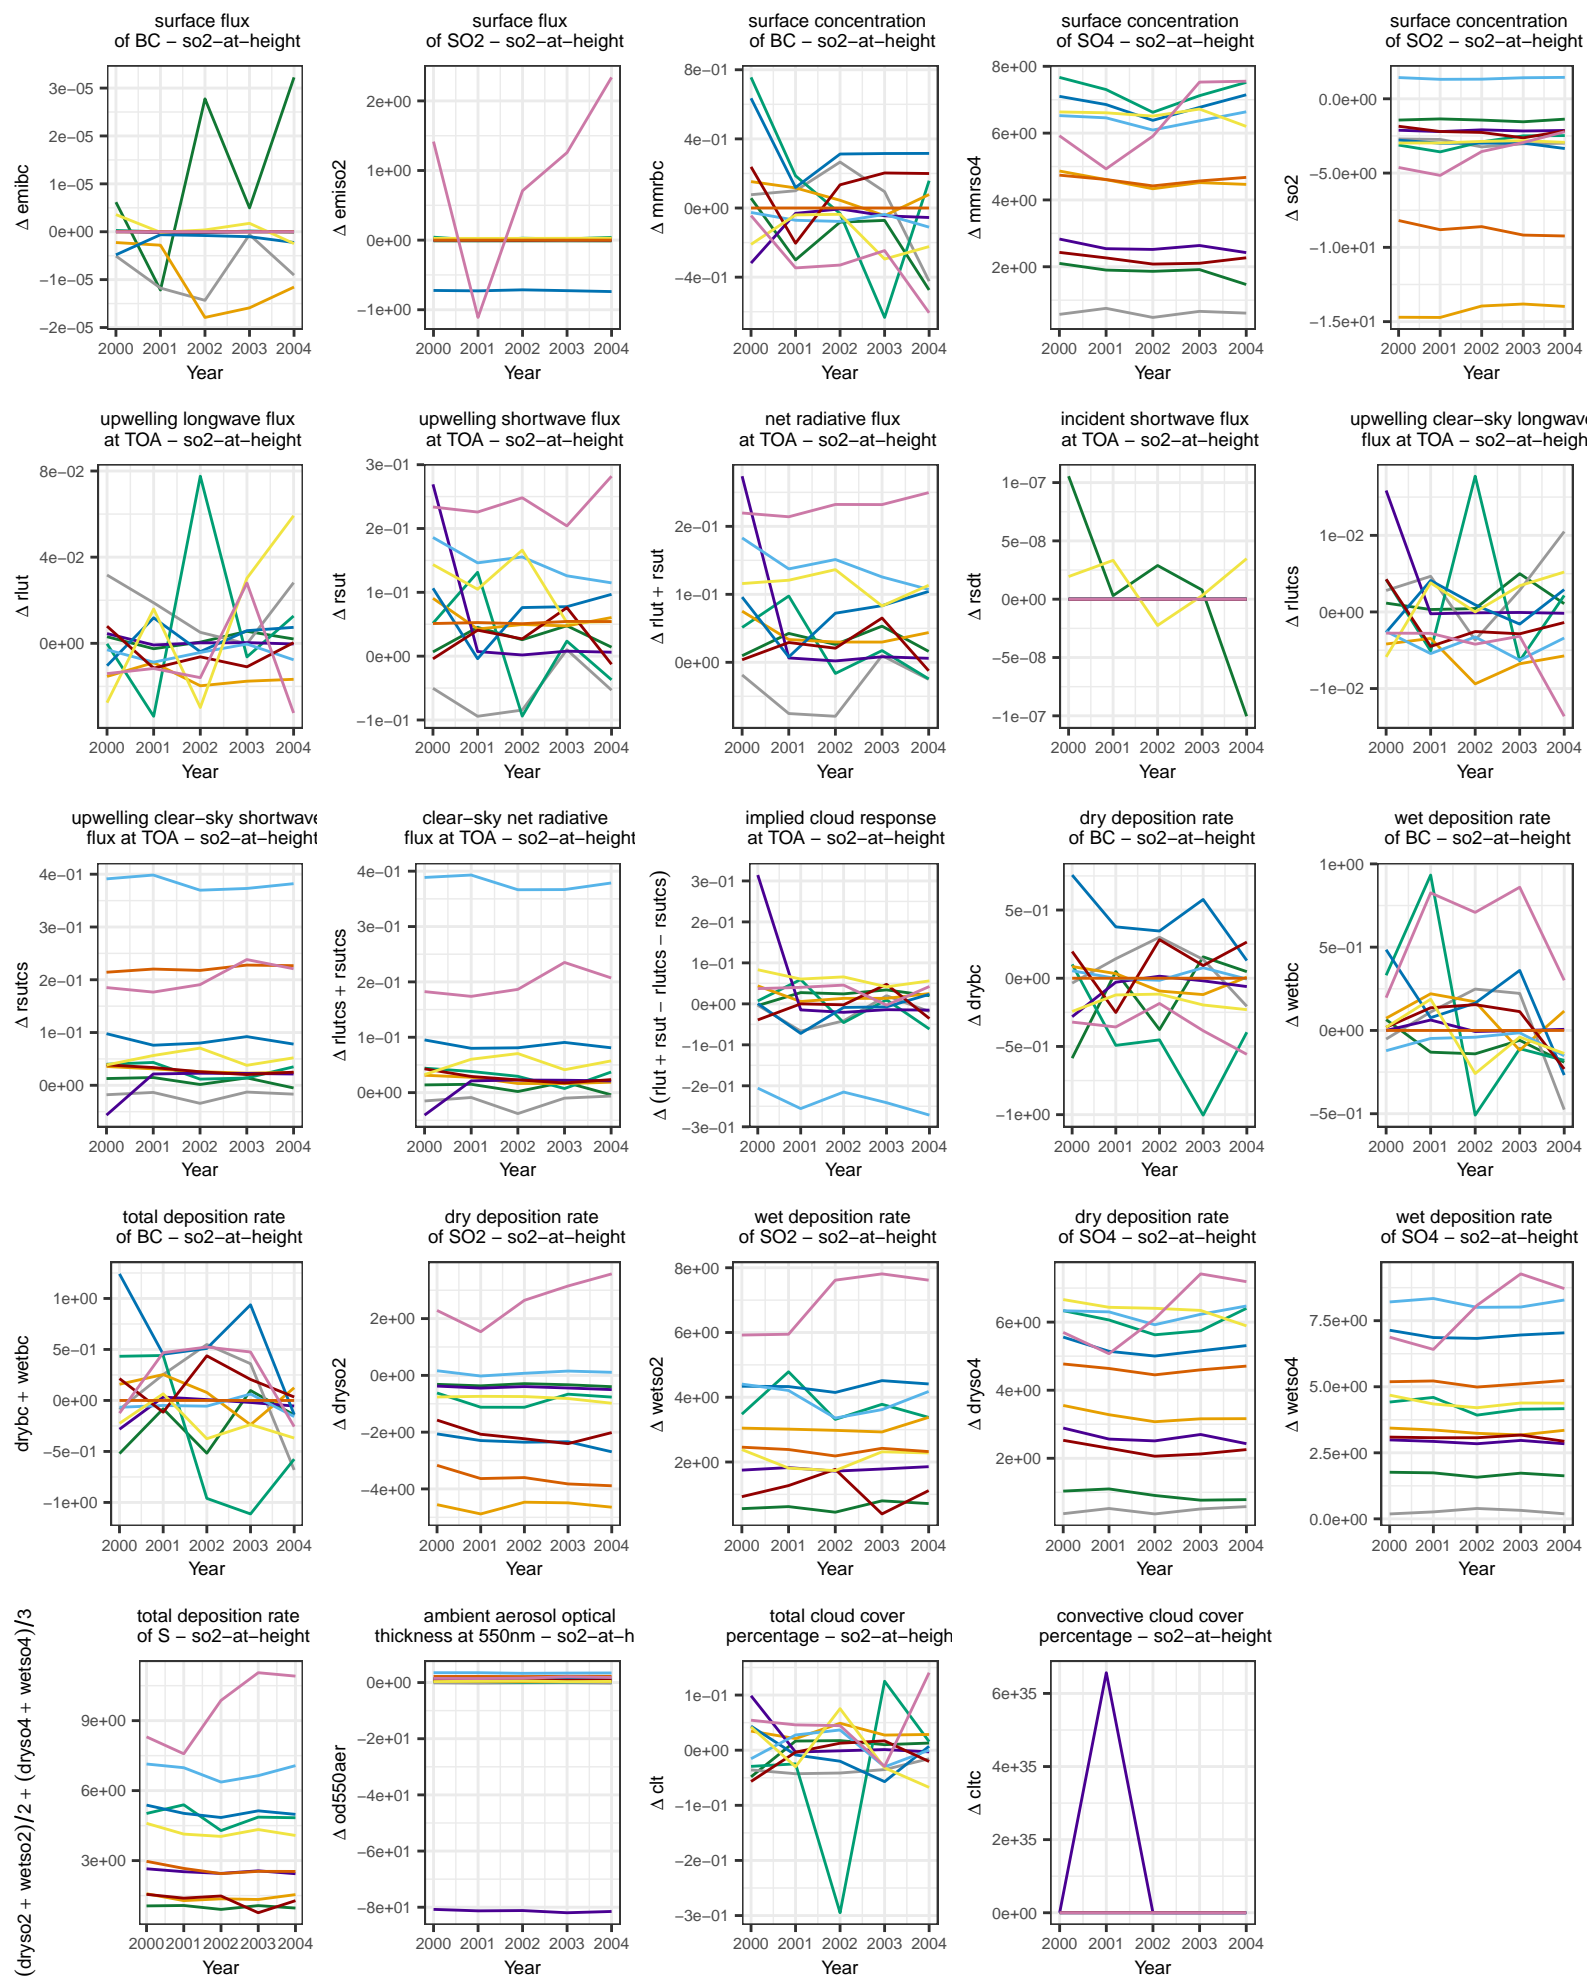 surface flux
of BC − so2−at−height
3e−05
2e−05
1e−05
0e+00
−1e−05
−2e−05
Δ emibc
2000 2001 2002 2003 2004
Year
surface flux
of SO2 − so2−at−height
2e+00
1e+00
0e+00
−1e+00
Δ emiso2
2000 2001 2002 2003 2004
Year
surface concentration
of BC − so2−at−height
8e−01
4e−01
0e+00
−4e−01
Δ mmrbc
2000 2001 2002 2003 2004
Year
surface concentration
of SO4 − so2−at−height
8e+00
6e+00
4e+00
2e+00
Δ mmrso4
2000 2001 2002 2003 2004
Year
surface concentration
of SO2 − so2−at−height
0.0e+00
−5.0e+00
−1.0e+01
−1.5e+01
Δ so2
2000 2001 2002 2003 2004
Year
upwelling longwave flux
at TOA − so2−at−height
8e−02
4e−02
0e+00
Δ rlut
2000 2001 2002 2003 2004
Year
upwelling shortwave flux
at TOA − so2−at−height
3e−01
2e−01
1e−01
0e+00
−1e−01
Δ rsut
2000 2001 2002 2003 2004
Year
net radiative flux
at TOA − so2−at−height
2e−01
1e−01
0e+00
Δ rlut + rsut
2000 2001 2002 2003 2004
Year
incident shortwave flux
at TOA − so2−at−height
1e−07
5e−08
0e+00
−5e−08
−1e−07
Δ rsdt
2000 2001 2002 2003 2004
Year
upwelling clear−sky longwave
flux at TOA − so2−at−heigh
1e−02
0e+00
−1e−02
Δ rlutcs
2000 2001 2002 2003 2004
Year
upwelling clear−sky shortwave
flux at TOA − so2−at−height
4e−01
3e−01
2e−01
1e−01
0e+00
Δ rsutcs
2000 2001 2002 2003 2004
Year
clear−sky net radiative
flux at TOA − so2−at−height
4e−01
3e−01
2e−01
1e−01
0e+00
Δ rlutcs + rsutcs
2000 2001 2002 2003 2004
Year
implied cloud response
at TOA − so2−at−height
3e−01
2e−01
1e−01
0e+00
−1e−01
−2e−01
−3e−01
Δ (rlut + rsut − rlutcs − rsutcs)
2000 2001 2002 2003 2004
Year
dry deposition rate
of BC − so2−at−height
5e−01
0e+00
−5e−01
−1e+00
Δ drybc
2000 2001 2002 2003 2004
Year
wet deposition rate
of BC − so2−at−height
1e+00
5e−01
0e+00
−5e−01
Δ wetbc
2000 2001 2002 2003 2004
Year
total deposition rate
of BC − so2−at−height
1e+00
5e−01
0e+00
−5e−01
−1e+00
drybc + wetbc
2000 2001 2002 2003 2004
Year
dry deposition rate
of SO2 − so2−at−height
2e+00
0e+00
−2e+00
−4e+00
Δ dryso2
2000 2001 2002 2003 2004
Year
wet deposition rate
of SO2 − so2−at−height
8e+00
6e+00
4e+00
2e+00
Δ wetso2
2000 2001 2002 2003 2004
Year
dry deposition rate
of SO4 − so2−at−height
6e+00
4e+00
2e+00
Δ dryso4
2000 2001 2002 2003 2004
Year
wet deposition rate
of SO4 − so2−at−height
7.5e+00
5.0e+00
2.5e+00
0.0e+00
Δ wetso4
2000 2001 2002 2003 2004
Year
total deposition rate
of S − so2−at−height
9e+00
6e+00
3e+00
(dryso2 + wetso2)/2 + (dryso4 + wetso4)/3
2000 2001 2002 2003 2004
Year
ambient aerosol optical
thickness at 550nm − so2−at−h
0e+00
−2e+01
−4e+01
−6e+01
−8e+01
Δ od550aer
2000 2001 2002 2003 2004
Year
total cloud cover
percentage − so2−at−heigh
1e−01
0e+00
−1e−01
−2e−01
−3e−01
Δ clt
2000 2001 2002 2003 2004
Year
convective cloud cover
percentage − so2−at−height
6e+35
4e+35
2e+35
0e+00
Δ cltc
2000 2001 2002 2003 2004
Year